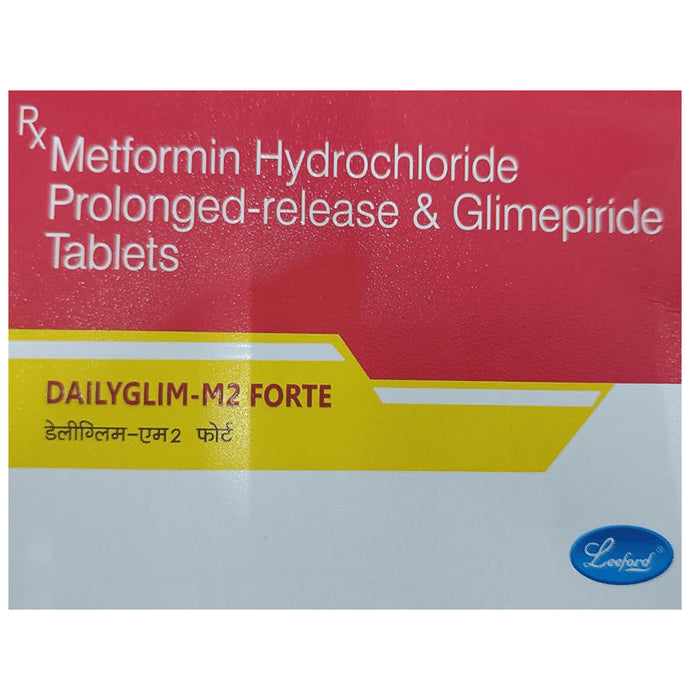 Rx Metformin Hydrochloride
Prolonged-release & Glimepiride
Tablets
DAILYGLIM-M2 FORTE
डेलीग्लिम-एम2 फोर्ट
Leeford